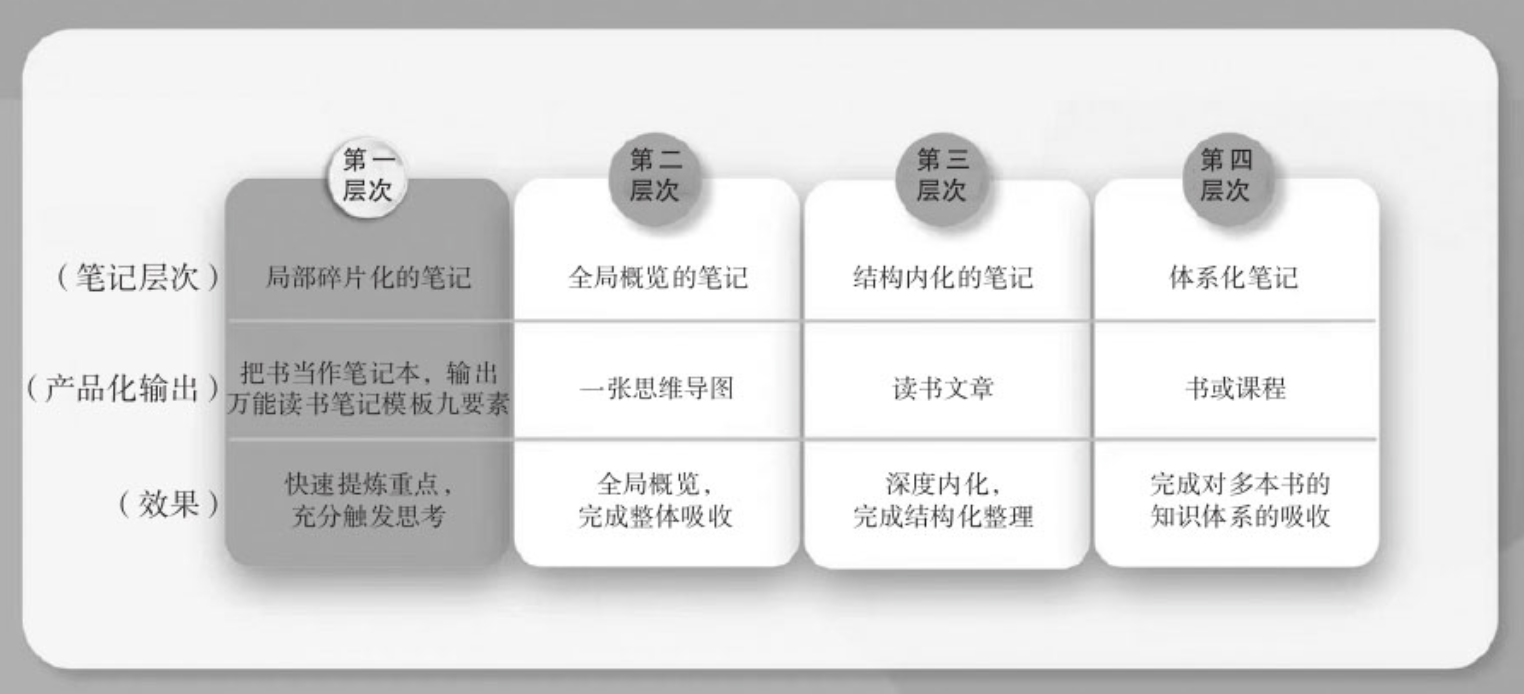 第一
层次
第二
层次
第三
层次
第四
层次
（笔记层次）
局部碎片化的笔记
全局概览的笔记
结构内化的笔记
体系化笔记
（产品化输出）
把书当作笔记本，输出
万能读书笔记模板九要素
一张思维导图
读书文章
书或课程
（效果）
快速提炼重点，
充分触发思考
全局概览，
完成整体吸收
深度内化，
完成结构化整理
完成对多本书的
知识体系的吸收